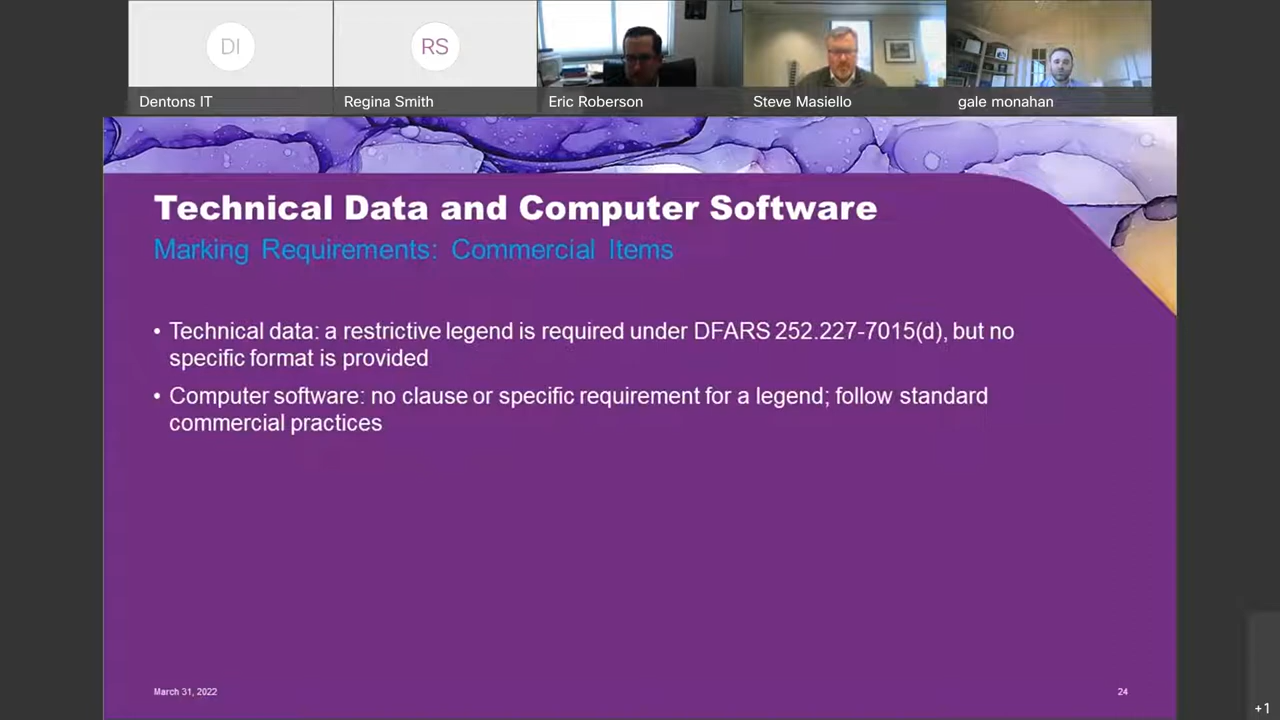 DI
RS
Dentons IT
Regina Smith
Eric Roberson
Steve Masiello
gale monahan
Technical Data and Computer Software
Marking Requirements: Commercial Items
• Technical data: a restrictive legend is required under DFARS 252.227-7015(d), but no
specific format is provided
• Computer software: no clause or specific requirement for a legend; follow standard
commercial practices
March 31, 2022
24
+1